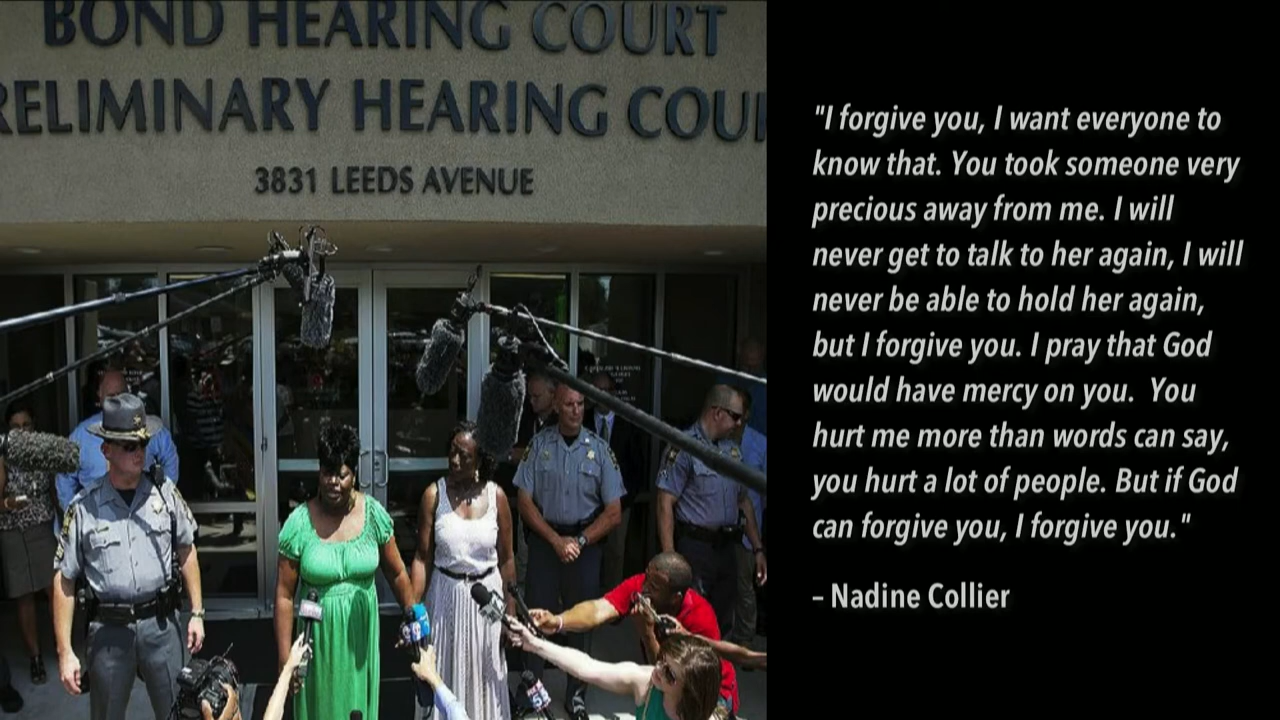 BOND HEARING COURT
RELIMINARY HEARING COU
3831 LEEDS AVENUE
"I forgive you, I want everyone to
know that. You took someone very
precious away from me. I will
never get to talk to her again, I will
never be able to hold her again,
but I forgive you. I pray that God
would have mercy on you.  You
hurt me more than words can say,
you hurt a lot of people. But if God
can forgive you, I forgive you."
– Nadine Collier